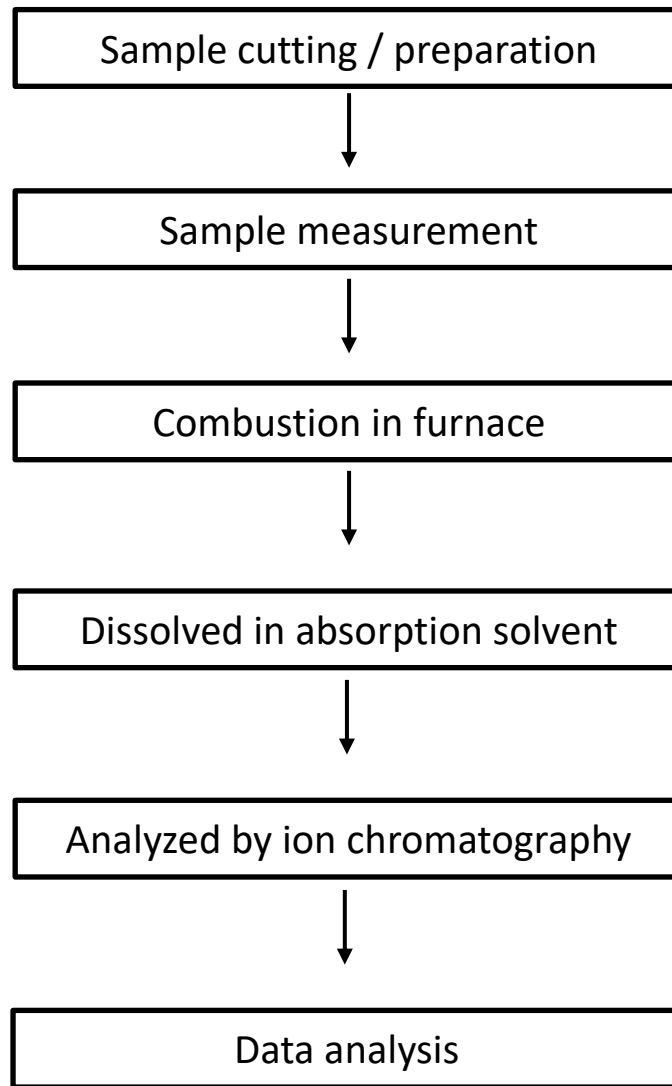 Sample cutting / preparation
Sample measurement
Combustion in furnace
Dissolved in absorption solvent
Analyzed by ion chromatography
Data analysis